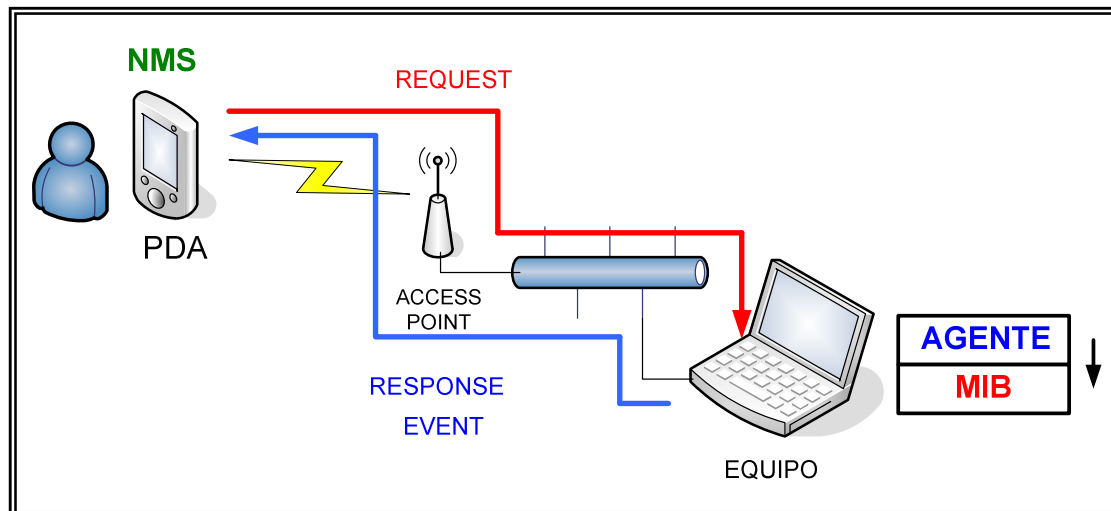 NMS
REQUEST
PDA
ACCESS
POINT
RESPONSE
EVENT
AGENTE
MIB
EQUIPO